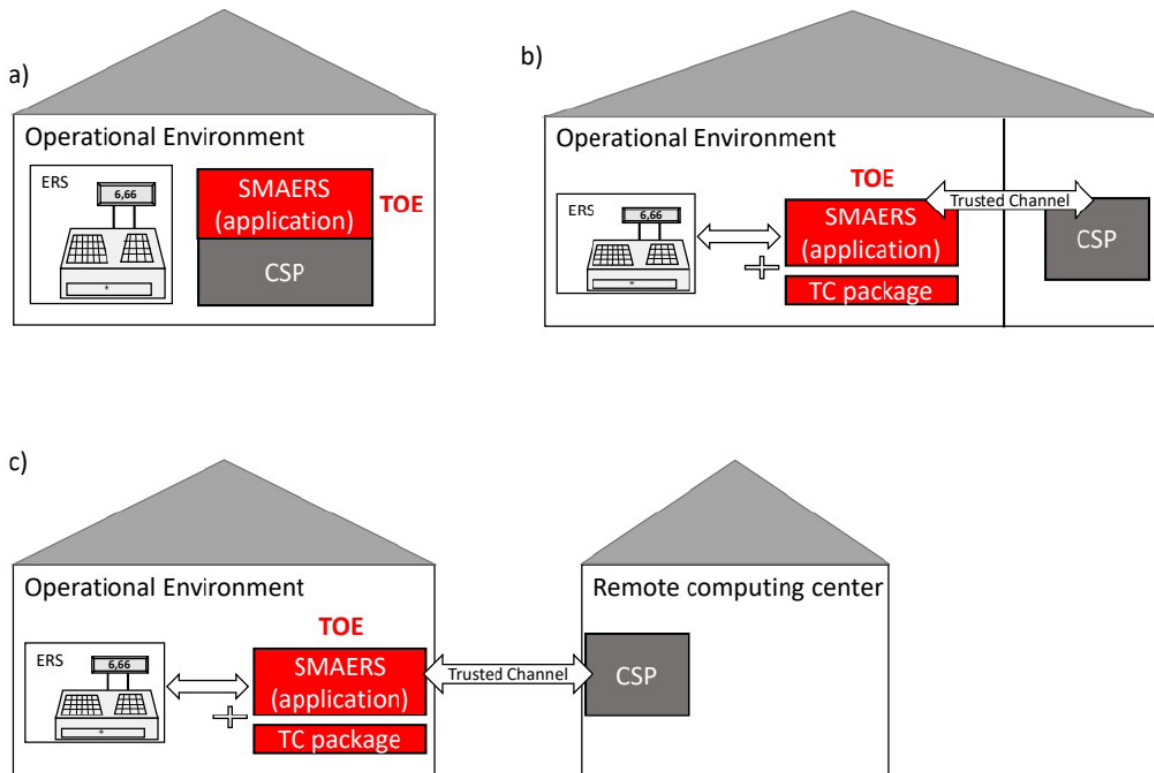 a)
Operational Environment
ERS
6,66
SMAERS
(application)
TOE
CSP
b)
Operational Environment
ERS
6,66
TOE
SMAERS
(application)
TC package
Trusted Channel
CSP
c)
Operational Environment
ERS
6,66
TOE
SMAERS
(application)
TC package
Trusted Channel
Remote computing center
CSP